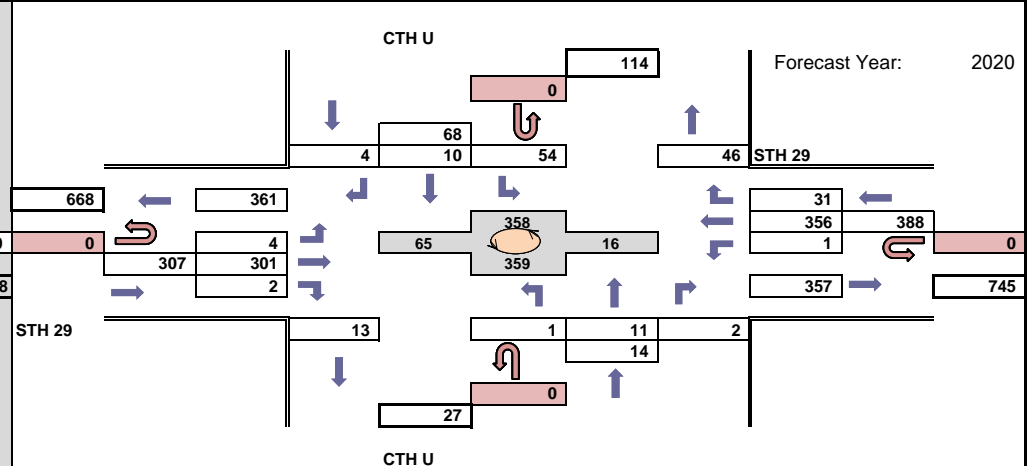 CTH U
114
Forecast Year: 2020
0
68
4 10 54 46 STH 29
668 361 31
358
356 388
0 4 65 16 1 0
307 301
359
8 2 357 745
STH 29 13 1 11 2
14
0
27
CTH U